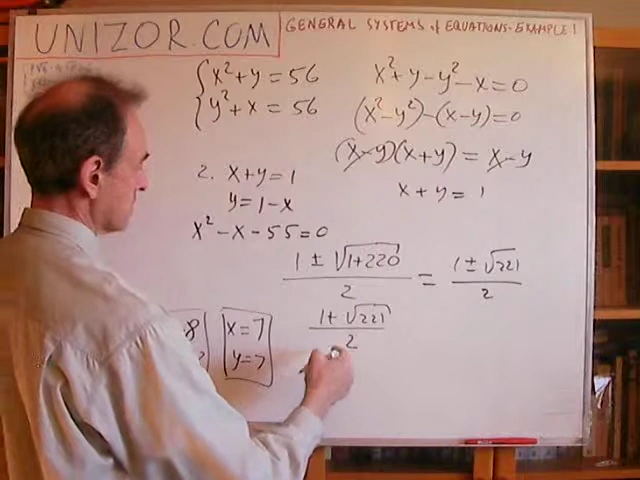 UNIZOR.COM
GENERAL SYSTEMS of EQUATIONS-EXAMPLE 1
{ x² + y = 56
{ y² + x = 56
x² + y - y² - x = 0
(x² - y²) - (x - y) = 0
(x - y)(x + y) = x - y
x + y = 1
2. x + y = 1
y = 1 - x
x² - x - 55 = 0
(1 ± √(1+220))/2 = (1 ± √221)/2
8
x = 7
y = 7
(1 + √221)/2